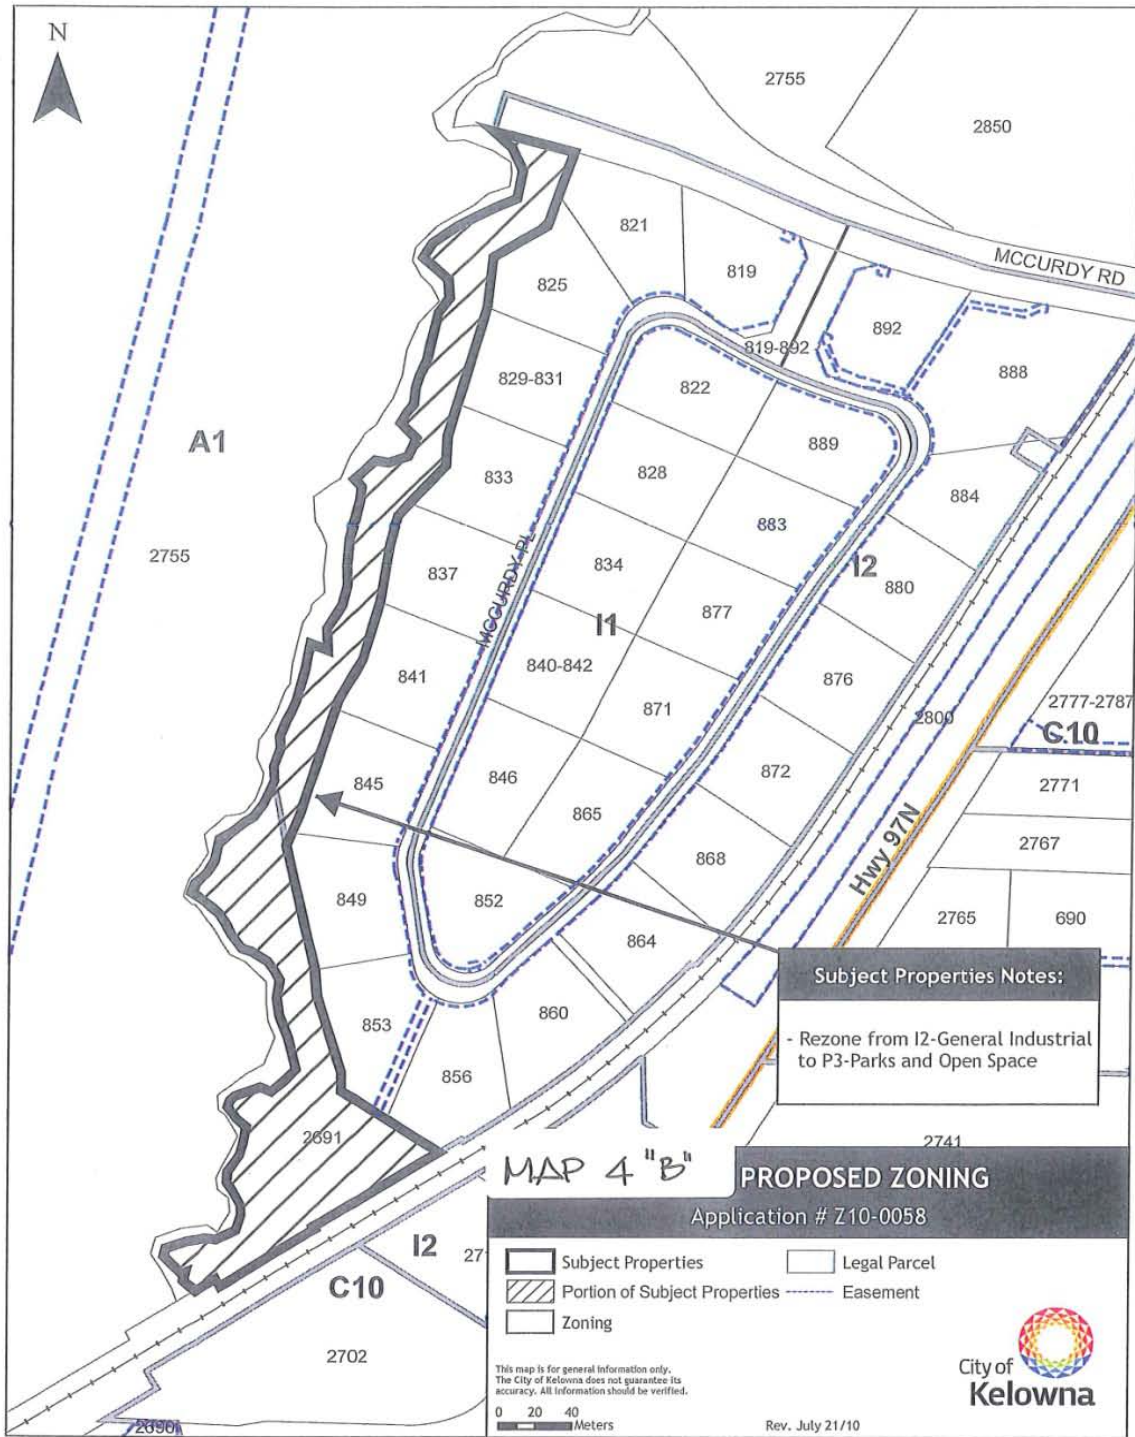 N
2755
2850
MCCURDY RD
821
819
825
892
819-892
888
829-831
822
889
A1
833
828
884
883
I2
2755
MCCURDY PL
837
834
880
877
I1
841
840-842
876
871
2800
2777-2787
C10
845
846
872
2771
865
2767
868
Hwy 97N
849
852
2765
690
864
Subject Properties Notes:
- Rezone from I2-General Industrial
to P3-Parks and Open Space
853
860
856
2691
2741
MAP 4 "B"
PROPOSED ZONING
Application # Z10-0058
I2
C10
2702
Subject Properties
Legal Parcel
Portion of Subject Properties
Easement
Zoning
This map is for general information only.
The City of Kelowna does not guarantee its
accuracy. All information should be verified.
0 20 40
Meters
Rev. July 21/10
City of
Kelowna
2690